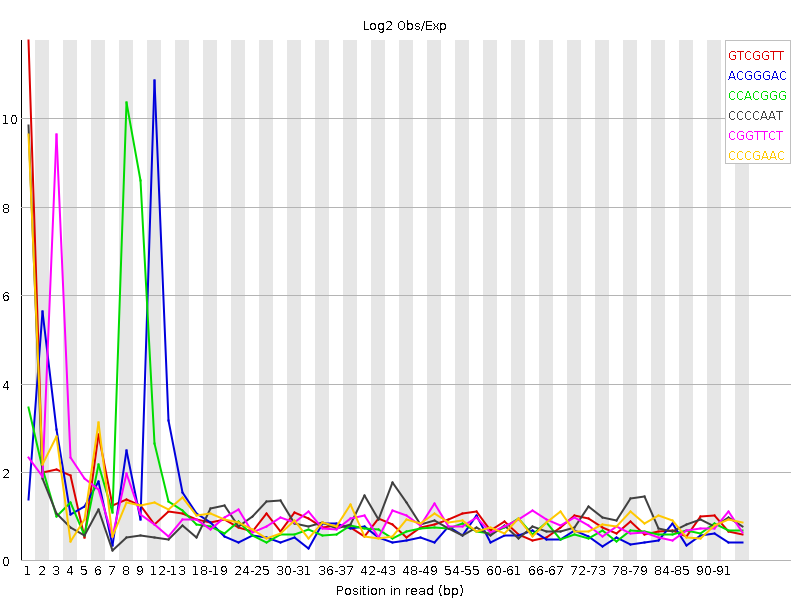 Log2 Obs/Exp
GTCGGTT
ACGGGAC
CCACGGG
CCCCAAT
CGGTTCT
CCCGAAC
10
8
6
4
2
0
1 2 3 4 5 6 7 8 9 12-13 18-19 24-25 30-31 36-37 42-43 48-49 54-55 60-61 66-67 72-73 78-79 84-85 90-91
Position in read (bp)